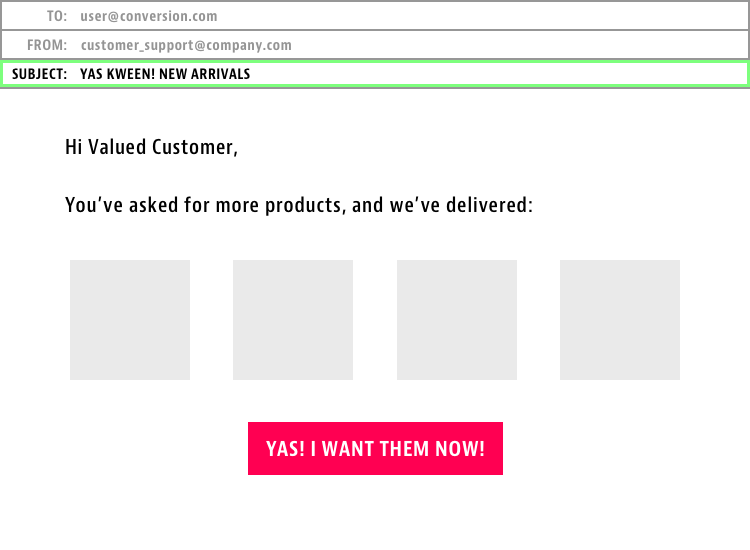 TO: user@conversion.com
FROM: customer_support@company.com
SUBJECT: YAS KWEEN! NEW ARRIVALS
Hi Valued Customer,
You’ve asked for more products, and we’ve delivered:
YAS! I WANT THEM NOW!